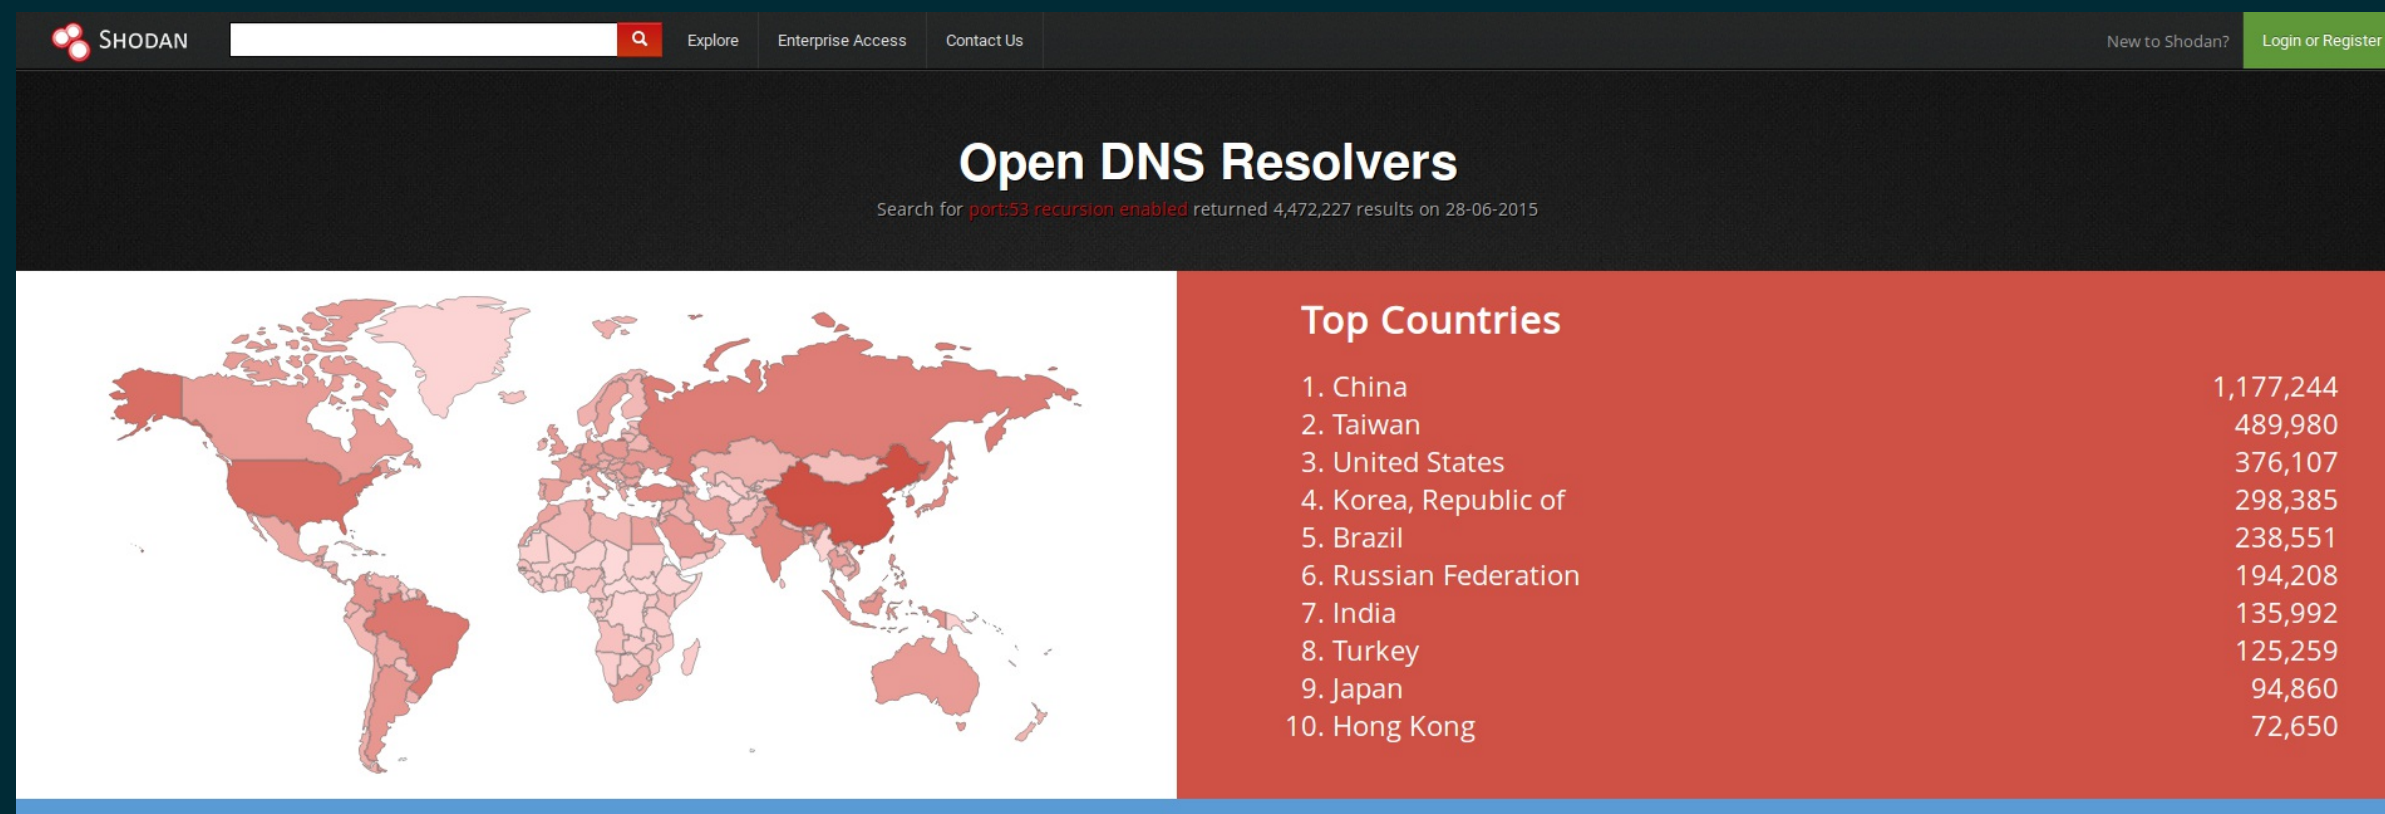 SHODAN
Explore
Enterprise Access
Contact Us
New to Shodan?
Login or Register
Open DNS Resolvers
Search for port:53 recursion enabled returned 4,472,227 results on 28-06-2015
Top Countries
1. China 1,177,244
2. Taiwan 489,980
3. United States 376,107
4. Korea, Republic of 298,385
5. Brazil 238,551
6. Russian Federation 194,208
7. India 135,992
8. Turkey 125,259
9. Japan 94,860
10. Hong Kong 72,650